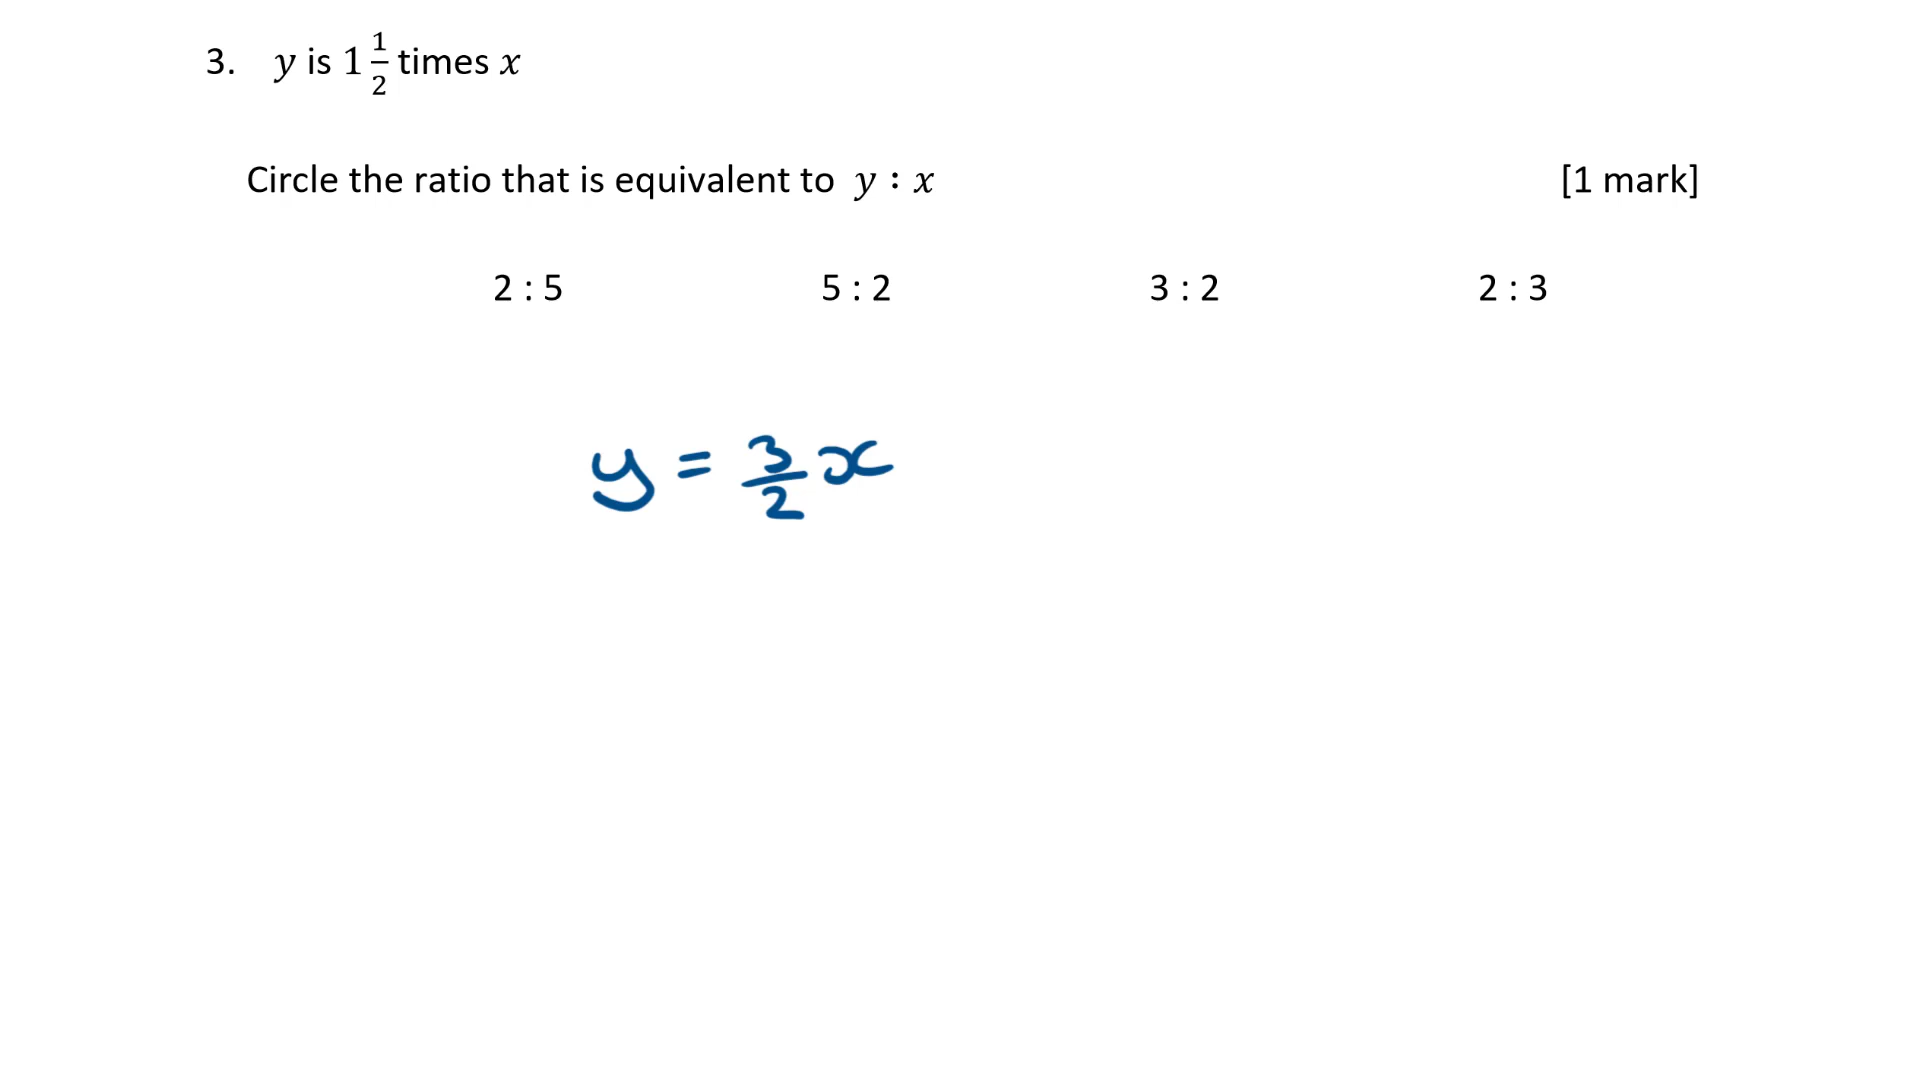 3. y is 1 1/2 times x
Circle the ratio that is equivalent to y : x [1 mark]
2 : 5 5 : 2 3 : 2 2 : 3
y = 3/2 x